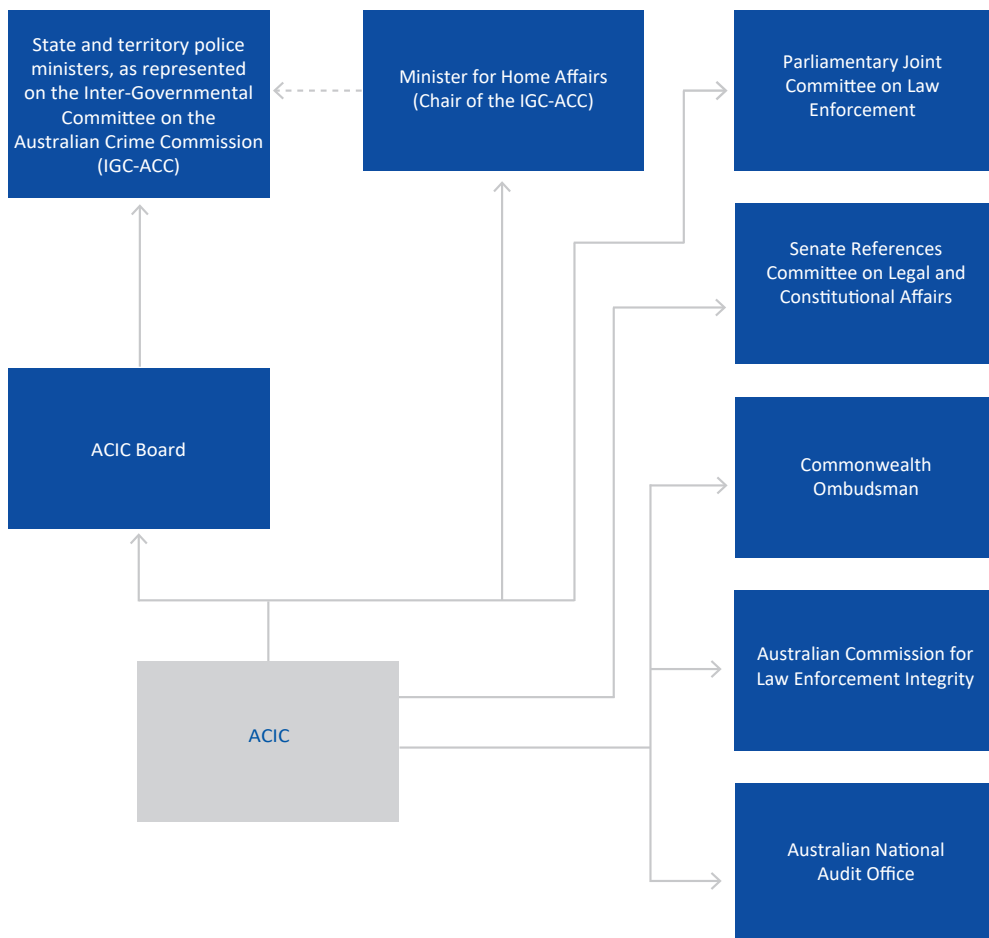 State and territory police
ministers, as represented
on the Inter-Governmental
Committee on the
Australian Crime Commission
(IGC-ACC)
Minister for Home Affairs
(Chair of the IGC-ACC)
Parliamentary Joint
Committee on Law
Enforcement
Senate References
Committee on Legal and
Constitutional Affairs
ACIC Board
Commonwealth
Ombudsman
Australian Commission for
Law Enforcement Integrity
ACIC
Australian National
Audit Office